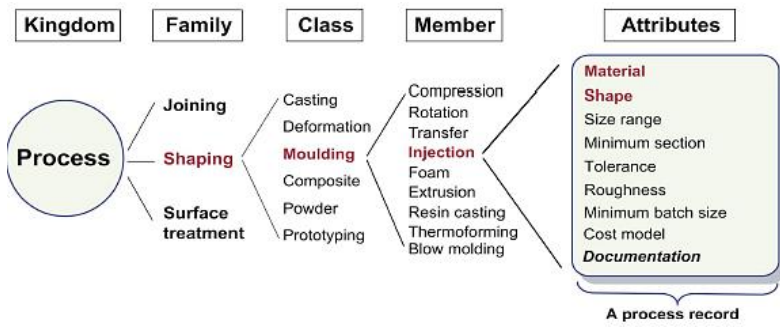 Kingdom
Family
Class
Member
Attributes
Process
Joining
Shaping
Surface
treatment
Casting
Deformation
Moulding
Composite
Powder
Prototyping
Compression
Rotation
Transfer
Injection
Foam
Extrusion
Resin casting
Thermoforming
Blow molding
Material
Shape
Size range
Minimum section
Tolerance
Roughness
Minimum batch size
Cost model
Documentation
A process record